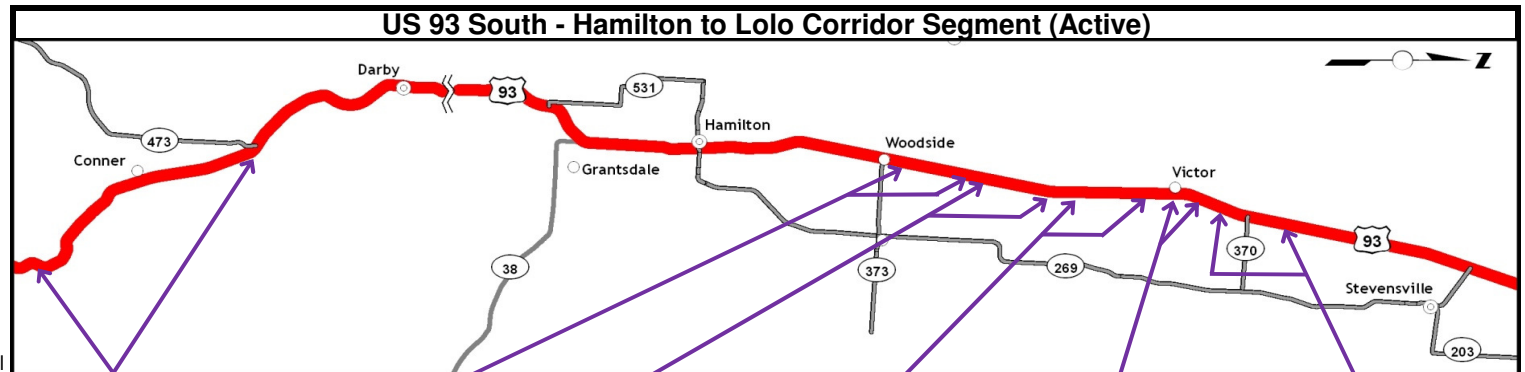 US 93 South - Hamilton to Lolo Corridor Segment (Active)
Z
Darby
93
531
473
Conner
Hamilton
Grantsdale
Woodside
Victor
38
373
269
370
93
Stevensville
203